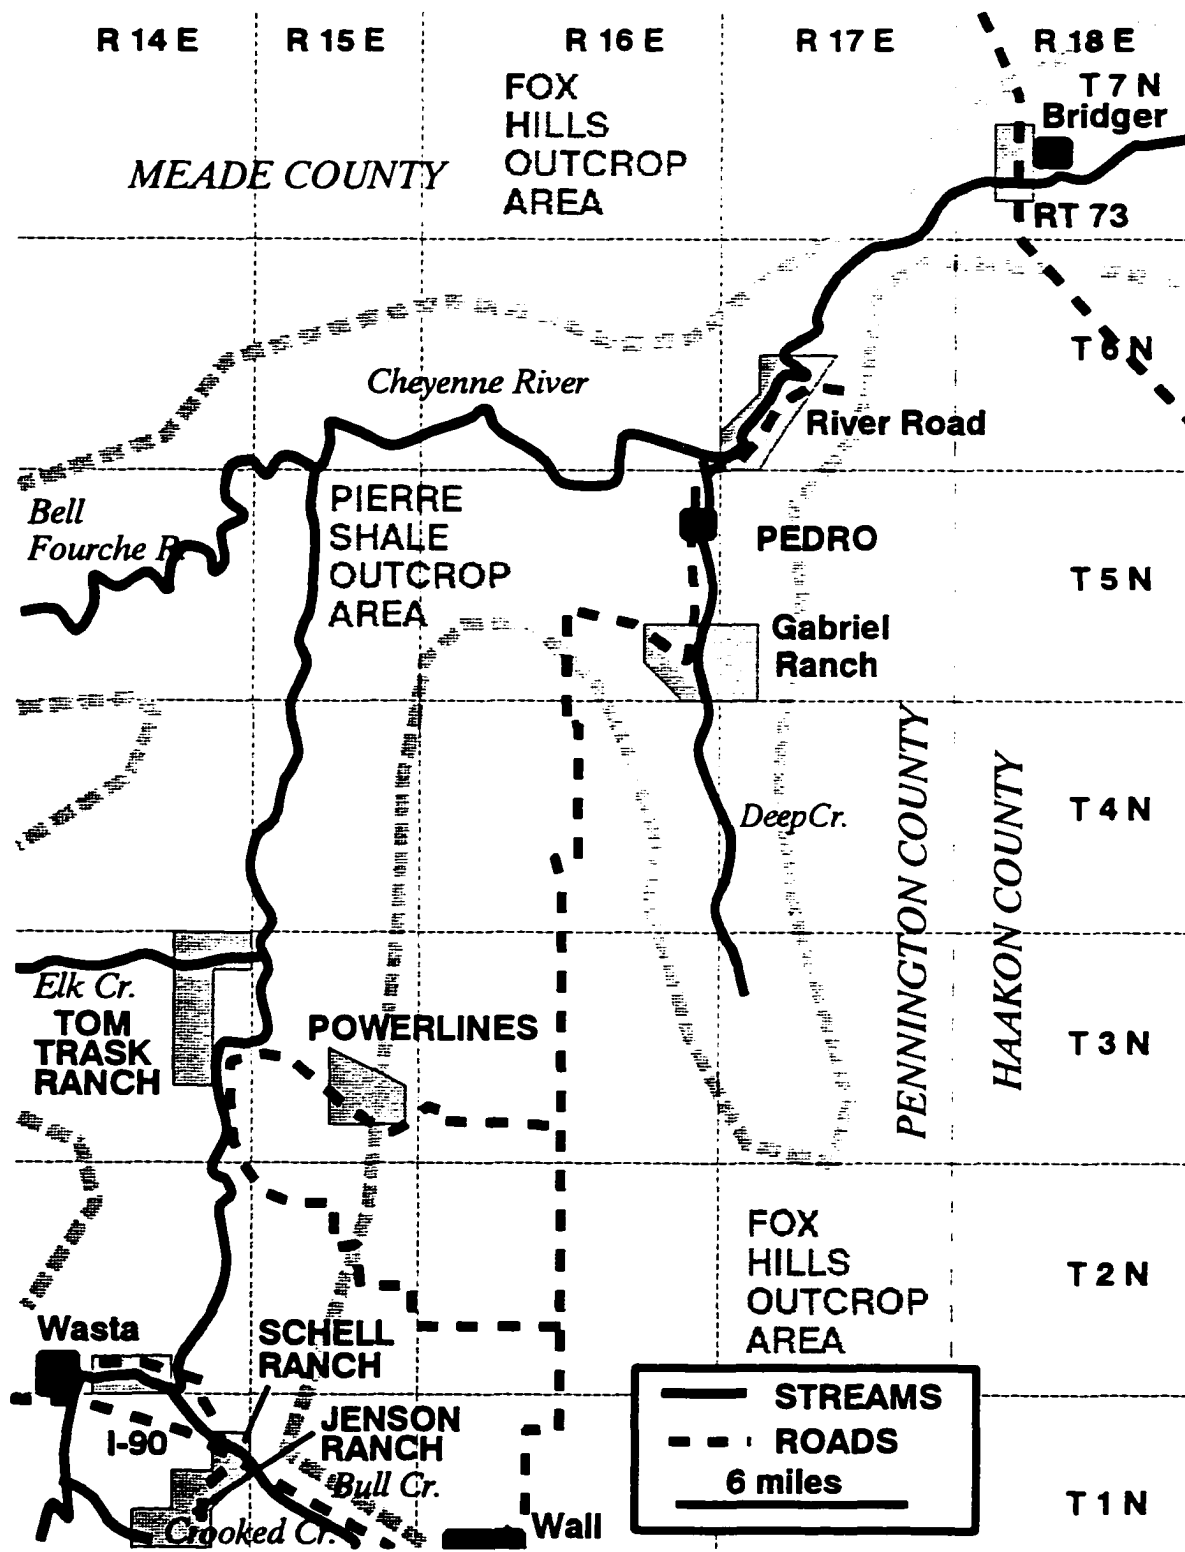 R 14 E
R 15 E
R 16 E
R 17 E
R 18 E
T 7 N
Bridger
FOX
HILLS
OUTCROP
AREA
MEADE COUNTY
RT 73
T 6 N
Cheyenne River
River Road
Bell
Fourche R.
PIERRE
SHALE
OUTCROP
AREA
PEDRO
T 5 N
Gabriel
Ranch
PENNINGTON COUNTY
HAAKON COUNTY
Deep Cr.
T 4 N
Elk Cr.
TOM
TRASK
RANCH
POWERLINES
T 3 N
FOX
HILLS
OUTCROP
AREA
T 2 N
Wasta
SCHELL
RANCH
JENSON
RANCH
I-90
Bull Cr.
Crooked Cr.
Wall
STREAMS
ROADS
6 miles
T 1 N